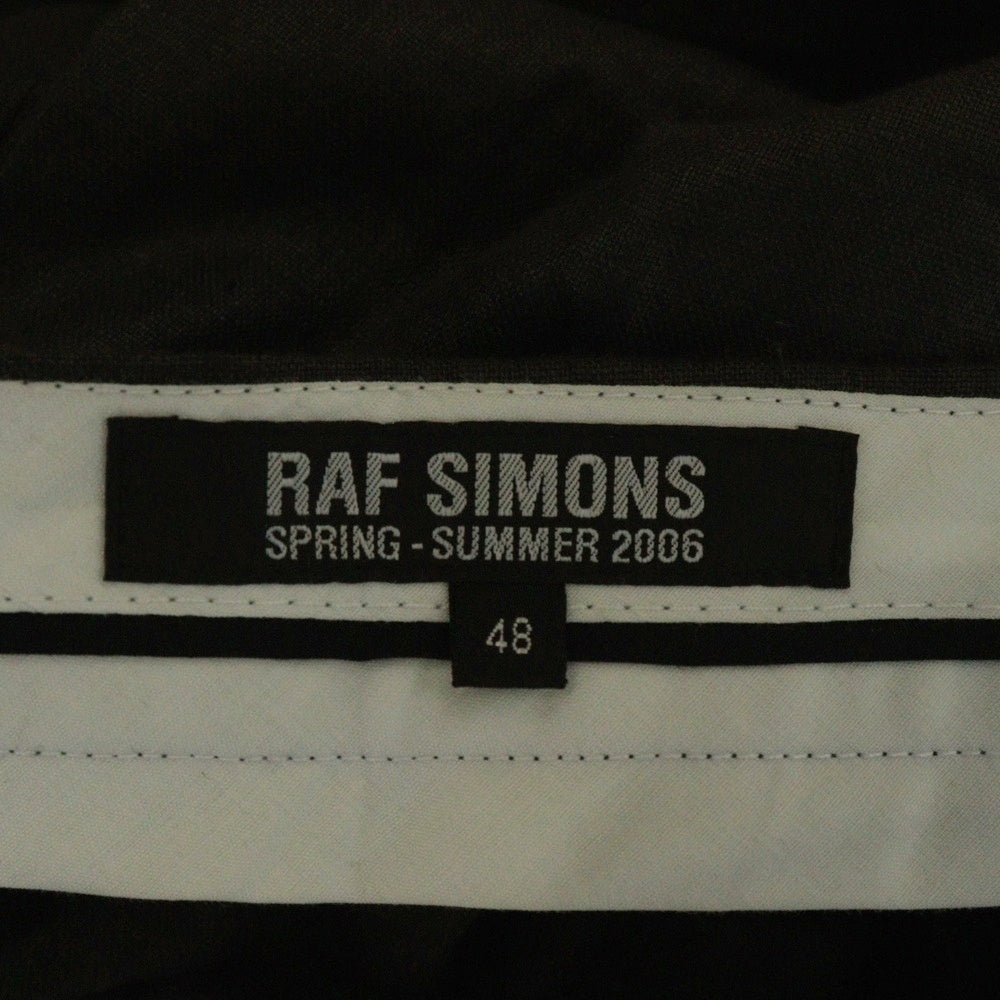 RAF SIMONS
SPRING - SUMMER 2006
48